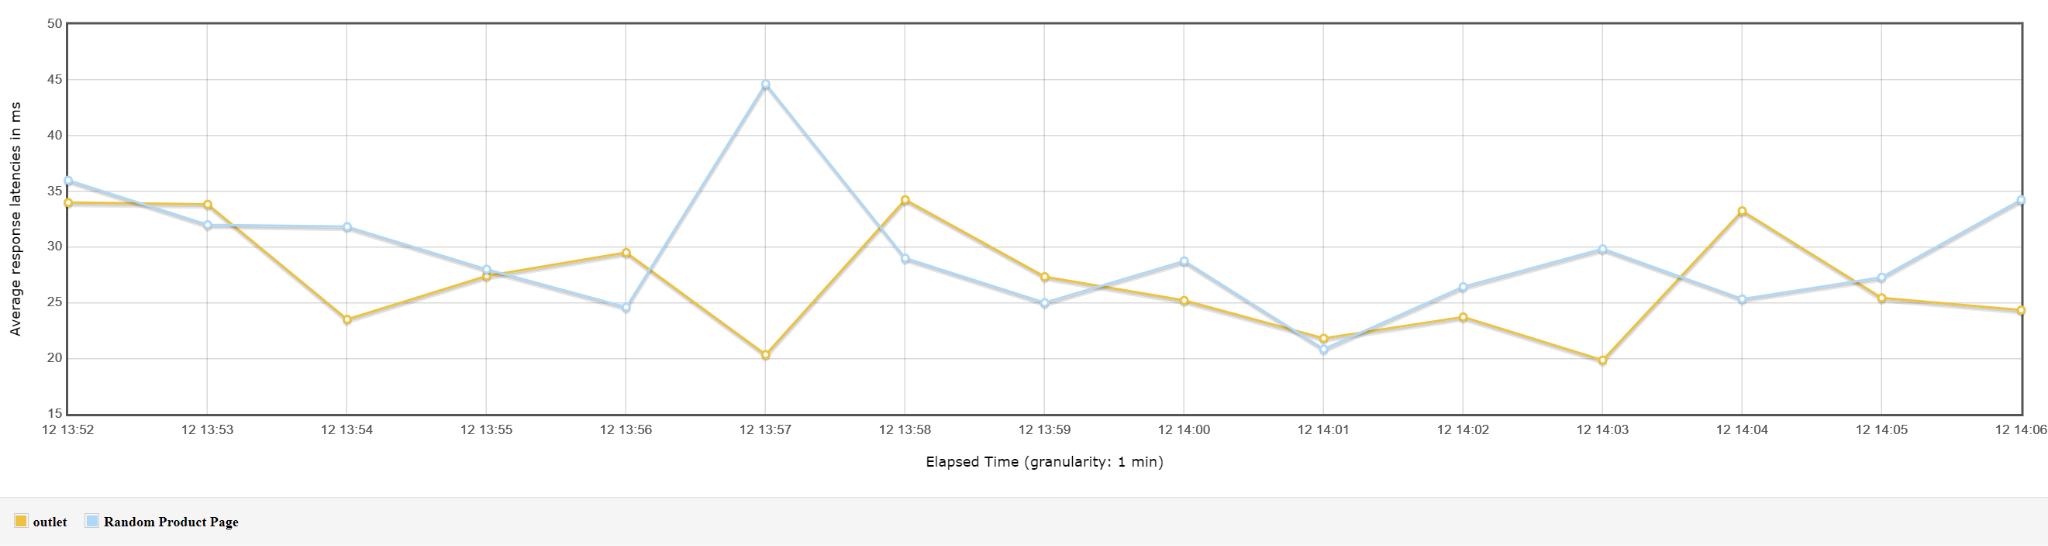 50
45
40
35
30
25
20
15
Average response latencies in ms
12 13:52 12 13:53 12 13:54 12 13:55 12 13:56 12 13:57 12 13:58 12 13:59 12 14:00 12 14:01 12 14:02 12 14:03 12 14:04 12 14:05 12 14:06
Elapsed Time (granularity: 1 min)
outlet Random Product Page